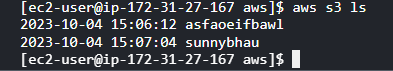 [ec2-user@ip-172-31-27-167 aws]$ aws s3 ls
2023-10-04 15:06:12 asfaoeifbawl
2023-10-04 15:07:04 sunnybhau
[ec2-user@ip-172-31-27-167 aws]$